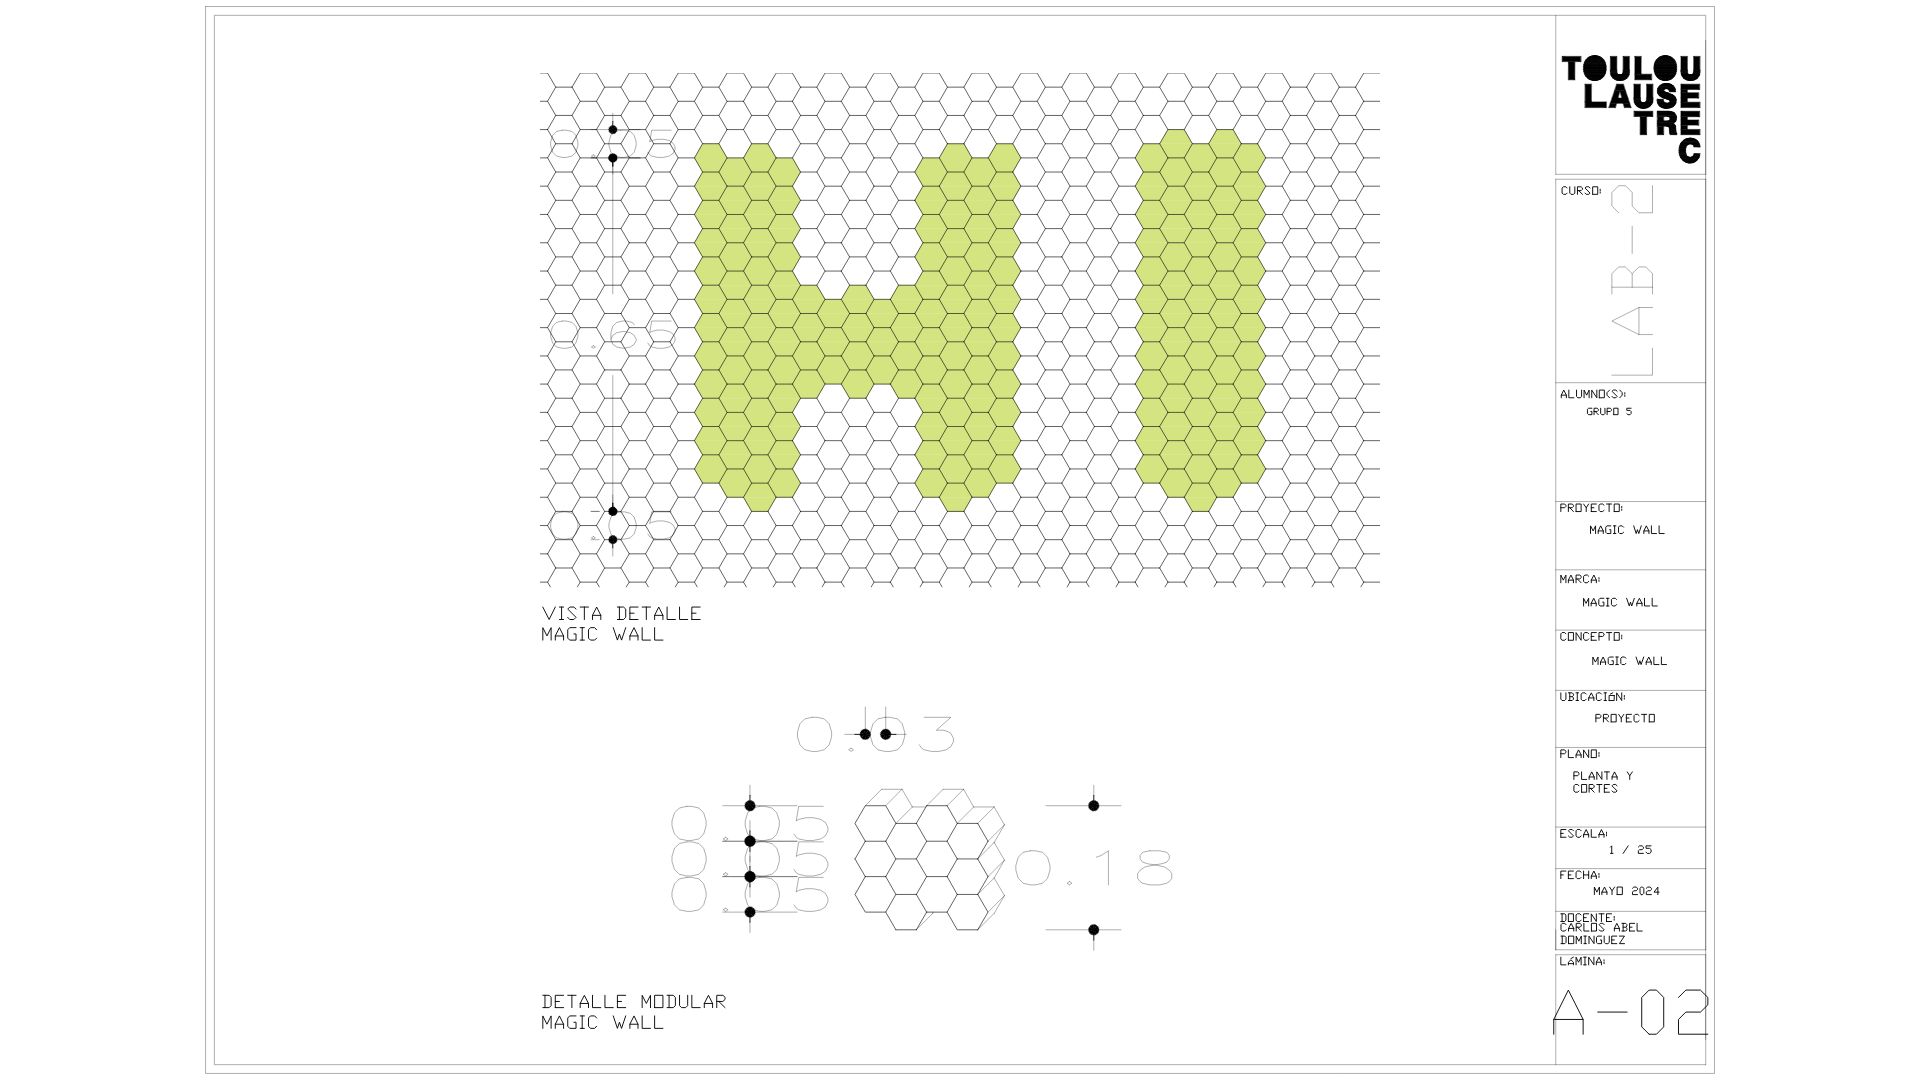 HI
0.05
0.65
0.05
VISTA DETALLE
MAGIC WALL
0.03
0.05
0.05
0.05
0.18
DETALLE MODULAR
MAGIC WALL
TOULOU
LAUSE
TRE
C
CURSO:
LAB-2
ALUMNO(S):
GRUPO 5
PROYECTO:
MAGIC WALL
MARCA:
MAGIC WALL
CONCEPTO:
MAGIC WALL
UBICACIóN:
PROYECTO
PLANO:
PLANTA Y
CORTES
ESCALA:
1 / 25
FECHA:
MAYO 2024
DOCENTE:
CARLOS ABEL
DOMINGUEZ
LáMINA:
A-02